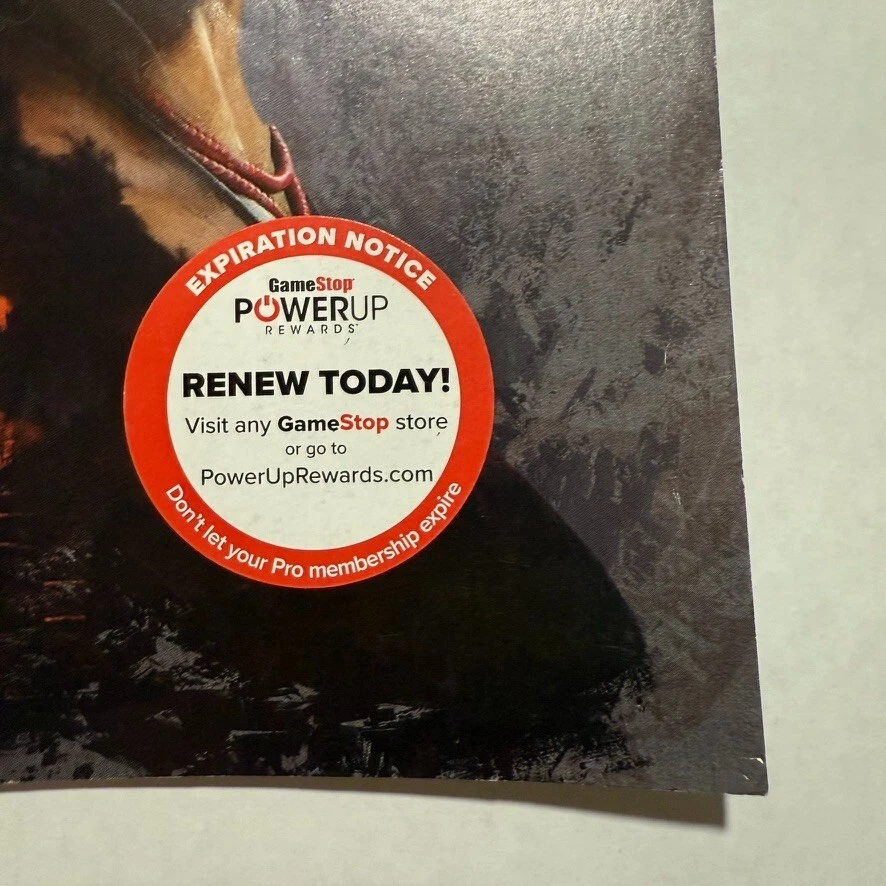 EXPIRATION NOTICE
GameStop
POWERUP
REWARDS™
RENEW TODAY!
Visit any GameStop store
or go to
PowerUpRewards.com
Don't let your Pro membership expire